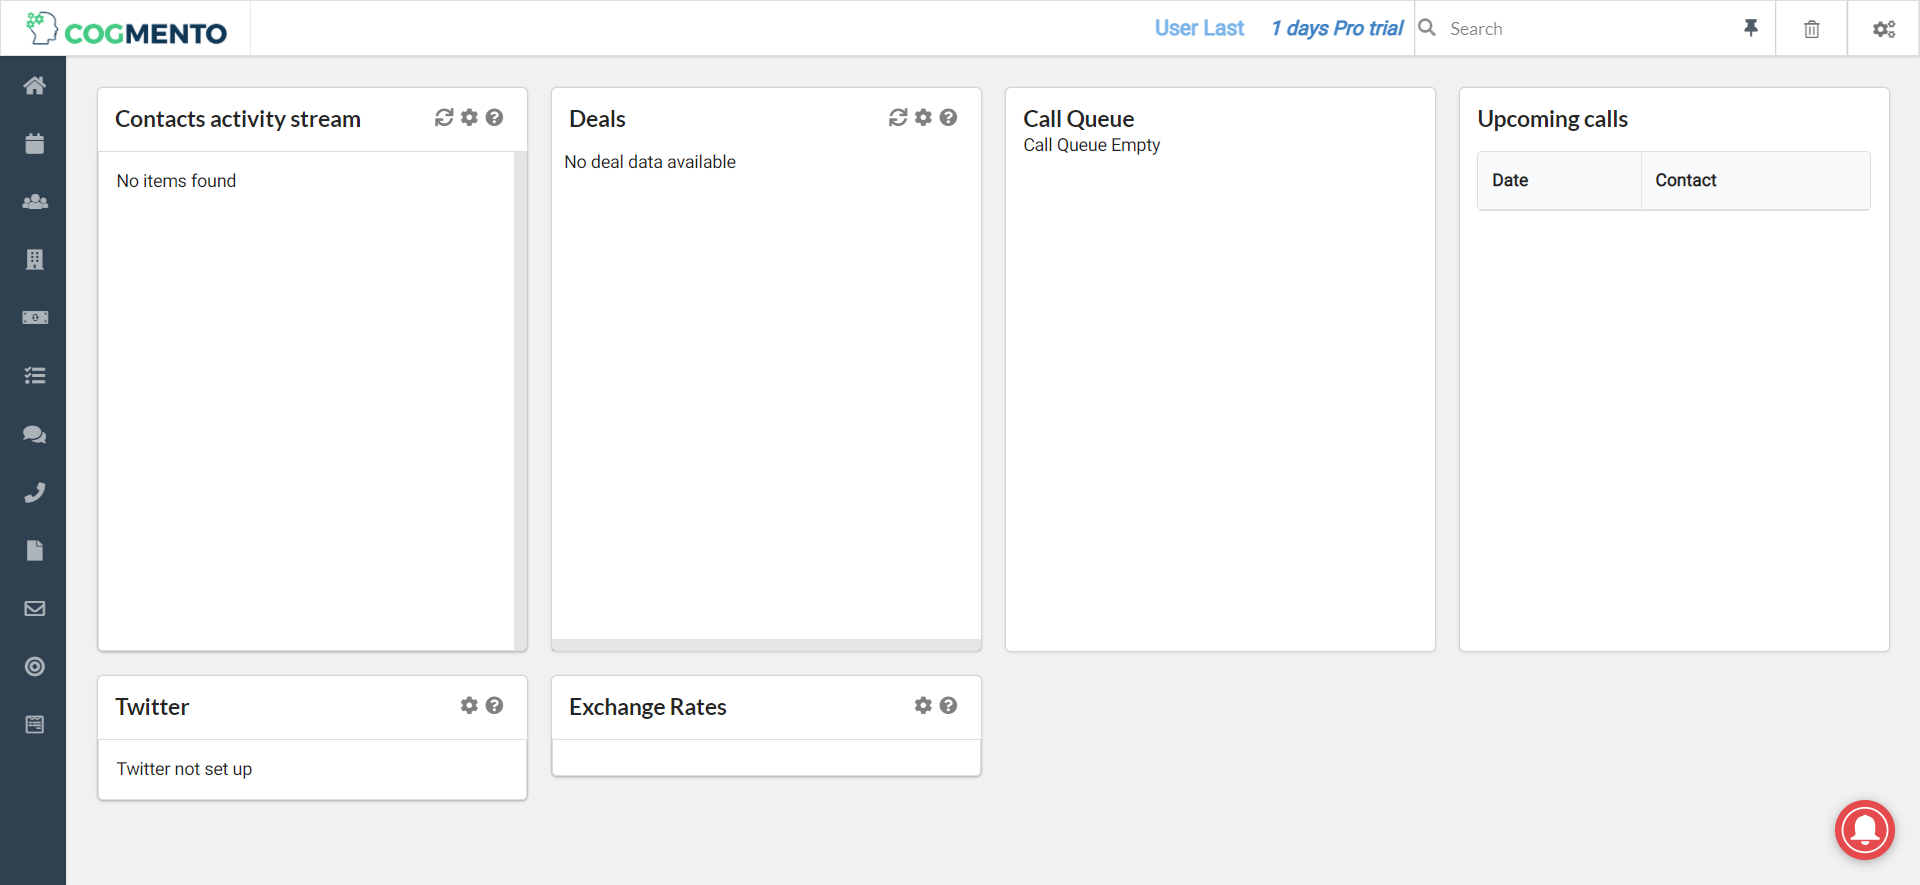 COGMENTO
User Last
1 days Pro trial
Search
Contacts activity stream
No items found
Deals
No deal data available
Call Queue
Call Queue Empty
Upcoming calls
Date
Contact
Twitter
Twitter not set up
Exchange Rates